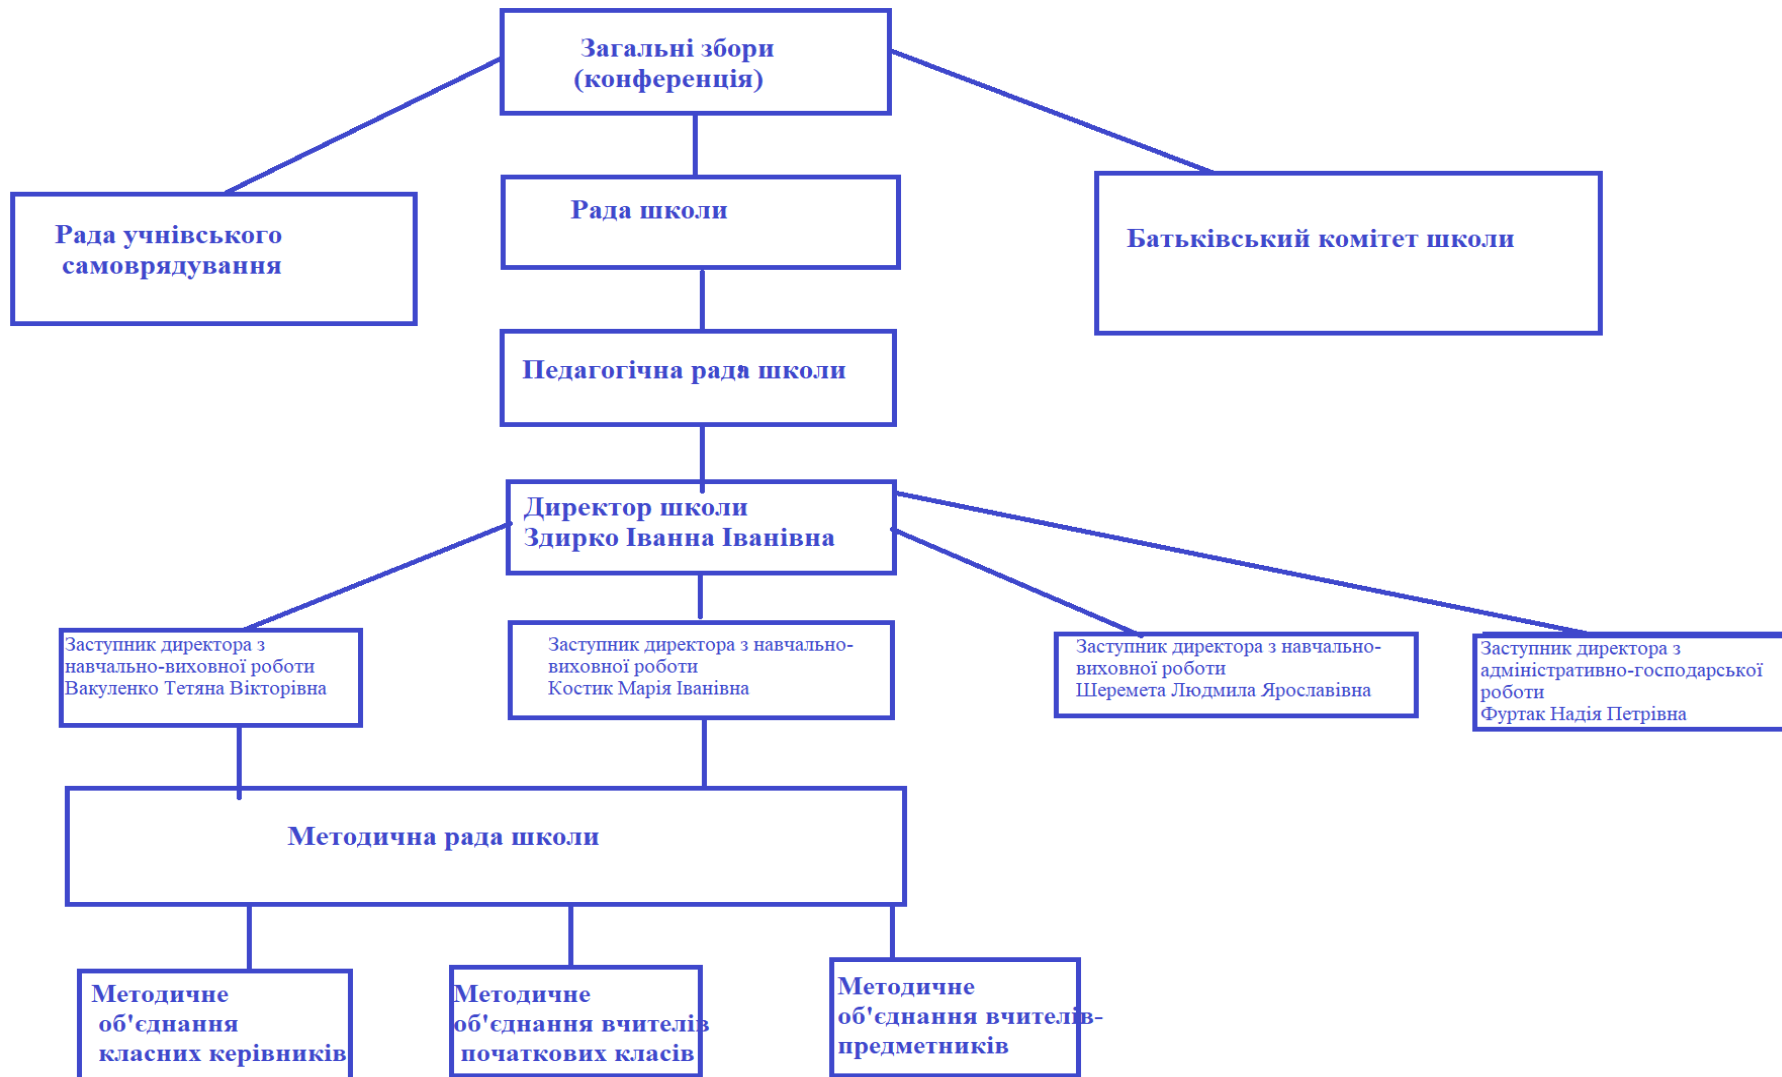 Загальні збори
(конференція)
Рада учнівського
самоврядування
Рада школи
Батьківський комітет школи
Педагогічна рада школи
Директор школи
Здирко Іванна Іванівна
Заступник директора з
навчально-виховної роботи
Вакуленко Тетяна Вікторівна
Заступник директора з навчально-
виховної роботи
Костик Марія Іванівна
Заступник директора з навчально-
виховної роботи
Шеремета Людмила Ярославівна
Заступник директора з
адміністративно-господарської
роботи
Фуртак Надія Петрівна
Методична рада школи
Методичне
об'єднання
класних керівників
Методичне
об'єднання вчителів
початкових класів
Методичне
об'єднання вчителів-
предметників